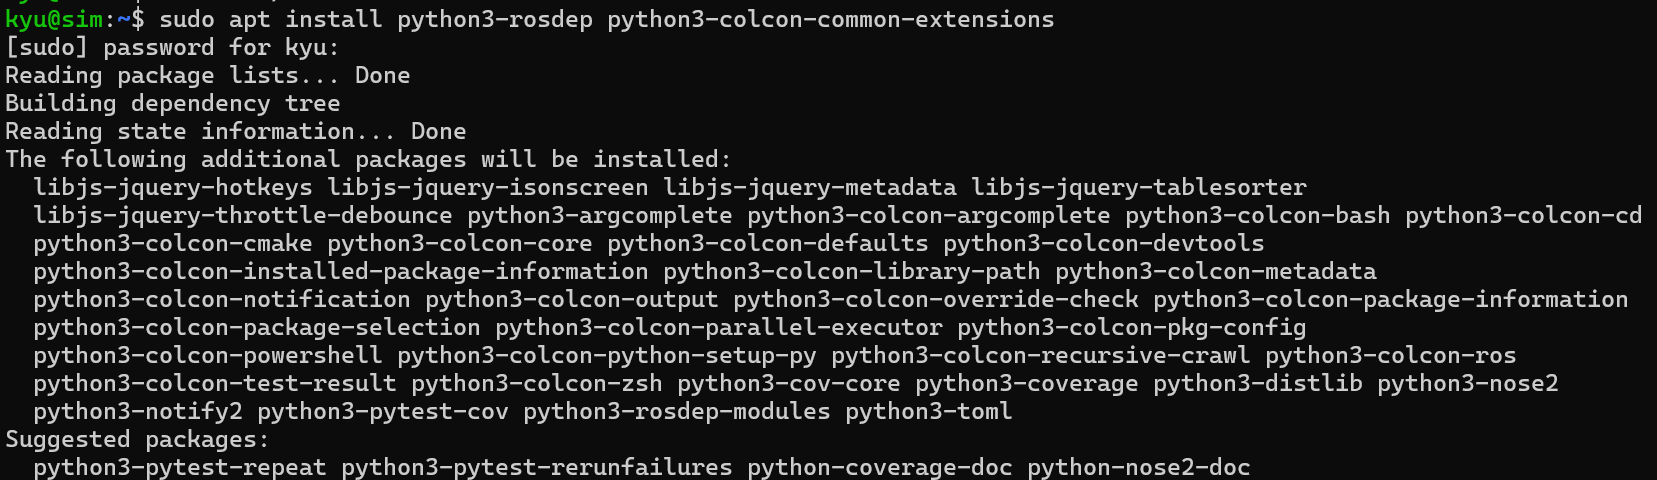 kyu@sim:~$ sudo apt install python3-rosdep python3-colcon-common-extensions
[sudo] password for kyu:
Reading package lists... Done
Building dependency tree
Reading state information... Done
The following additional packages will be installed:
  libjs-jquery-hotkeys libjs-jquery-isonscreen libjs-jquery-metadata libjs-jquery-tablesorter
  libjs-jquery-throttle-debounce python3-argcomplete python3-colcon-argcomplete python3-colcon-bash python3-colcon-cd
  python3-colcon-cmake python3-colcon-core python3-colcon-defaults python3-colcon-devtools
  python3-colcon-installed-package-information python3-colcon-library-path python3-colcon-metadata
  python3-colcon-notification python3-colcon-output python3-colcon-override-check python3-colcon-package-information
  python3-colcon-package-selection python3-colcon-parallel-executor python3-colcon-pkg-config
  python3-colcon-powershell python3-colcon-python-setup-py python3-colcon-recursive-crawl python3-colcon-ros
  python3-colcon-test-result python3-colcon-zsh python3-cov-core python3-coverage python3-distlib python3-nose2
  python3-notify2 python3-pytest-cov python3-rosdep-modules python3-toml
Suggested packages:
  python3-pytest-repeat python3-pytest-rerunfailures python-coverage-doc python-nose2-doc